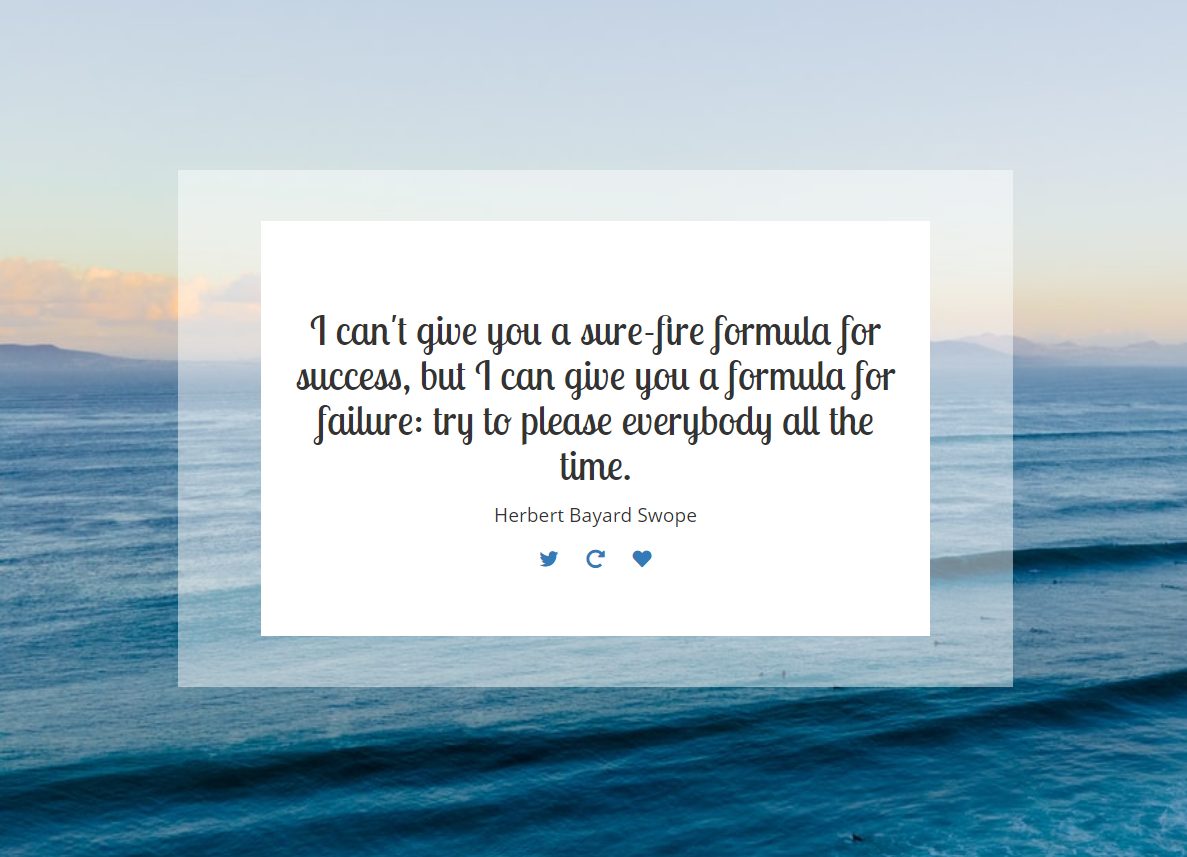 I can't give you a sure-fire formula for
success, but I can give you a formula for
failure: try to please everybody all the
time.
Herbert Bayard Swope